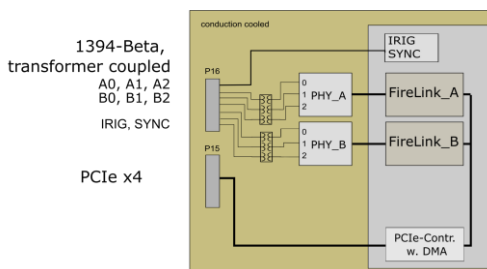 conduction cooled
1394-Beta,
transformer coupled
A0, A1, A2
B0, B1, B2
IRIG, SYNC
PCIe x4
P16
P15
0
1
2
PHY_A
0
1
2
PHY_B
IRIG
SYNC
FireLink_A
FireLink_B
PCIe-Contr.
w. DMA